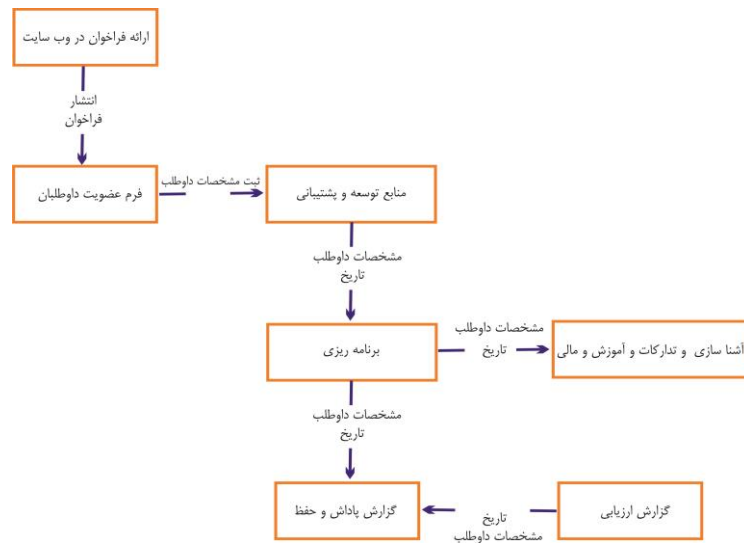 ارائه فراخوان در وب سایت
انتشار
فراخوان
فرم عضویت داوطلبان
ثبت مشخصات داوطلب
منابع توسعه و پشتیبانی
مشخصات داوطلب
تاریخ
برنامه ریزی
مشخصات داوطلب
تاریخ
آشنا سازی و تدارکات و آموزش و مالی
مشخصات داوطلب
تاریخ
گزارش پاداش و حفظ
تاریخ
مشخصات داوطلب
گزارش ارزیابی